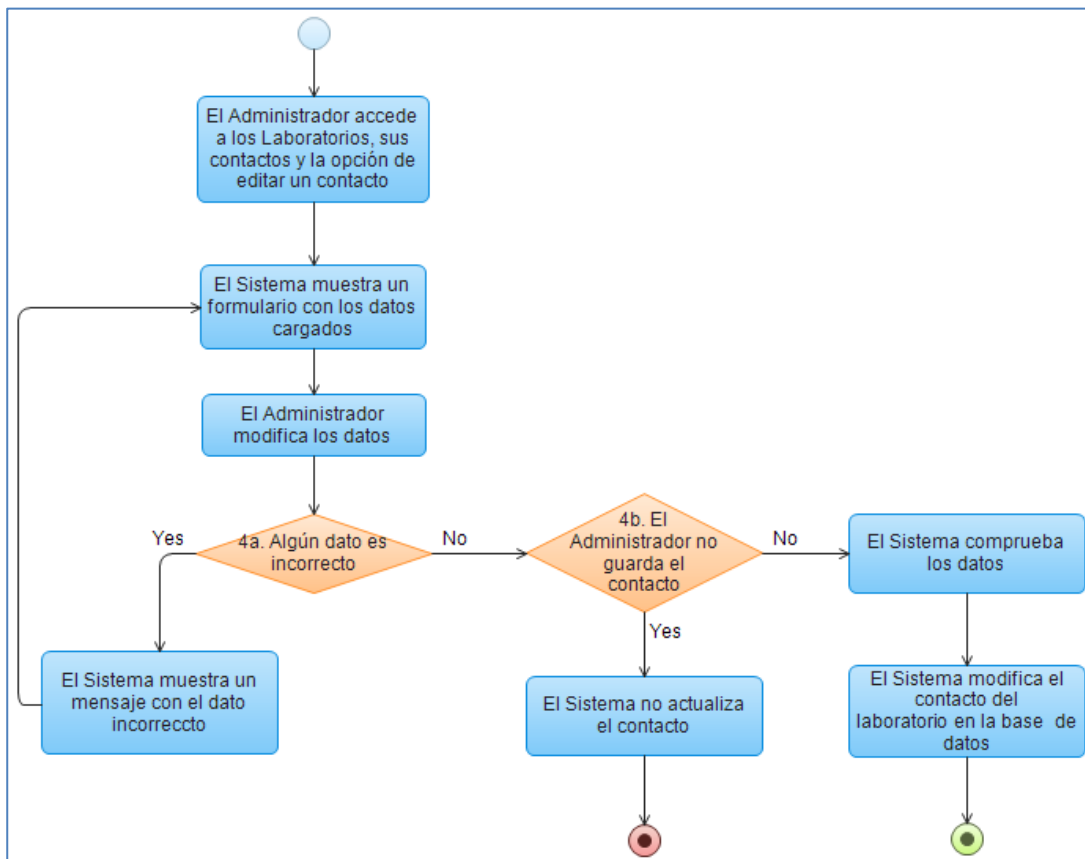 El Administrador accede
a los Laboratorios, sus
contactos y la opción de
editar un contacto
El Sistema muestra un
formulario con los datos
cargados
El Administrador
modifica los datos
Yes
4a. Algún dato es
incorrecto
No
4b. El
Administrador no
guarda el
contacto
No
El Sistema comprueba
los datos
Yes
El Sistema muestra un
mensaje con el dato
incorreccto
El Sistema no actualiza
el contacto
El Sistema modifica el
contacto del
laboratorio en la base de
datos